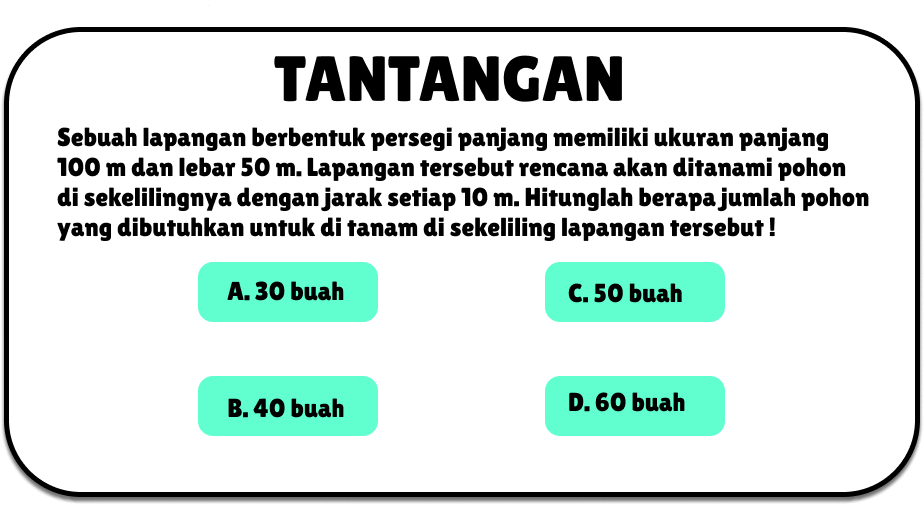 TANTANGAN
Sebuah lapangan berbentuk persegi panjang memiliki ukuran panjang
100 m dan lebar 50 m. Lapangan tersebut rencana akan ditanami pohon
di sekelilingnya dengan jarak setiap 10 m. Hitunglah berapa jumlah pohon
yang dibutuhkan untuk di tanam di sekeliling lapangan tersebut !
A. 30 buah
C. 50 buah
B. 40 buah
D. 60 buah